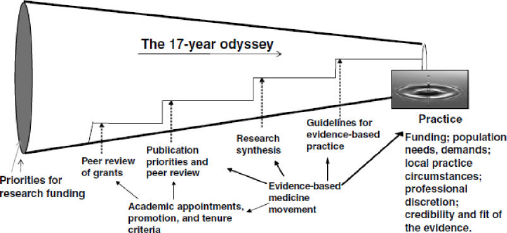 The 17-year odyssey
Priorities for
research funding
Peer review
of grants
Publication
priorities and
peer review
Research
synthesis
Guidelines for
evidence-based
practice
Academic appointments,
promotion, and tenure
criteria
Evidence-based
medicine
movement
Practice
Funding; population
needs, demands;
local practice
circumstances;
professional
discretion;
credibility and fit of
the evidence.